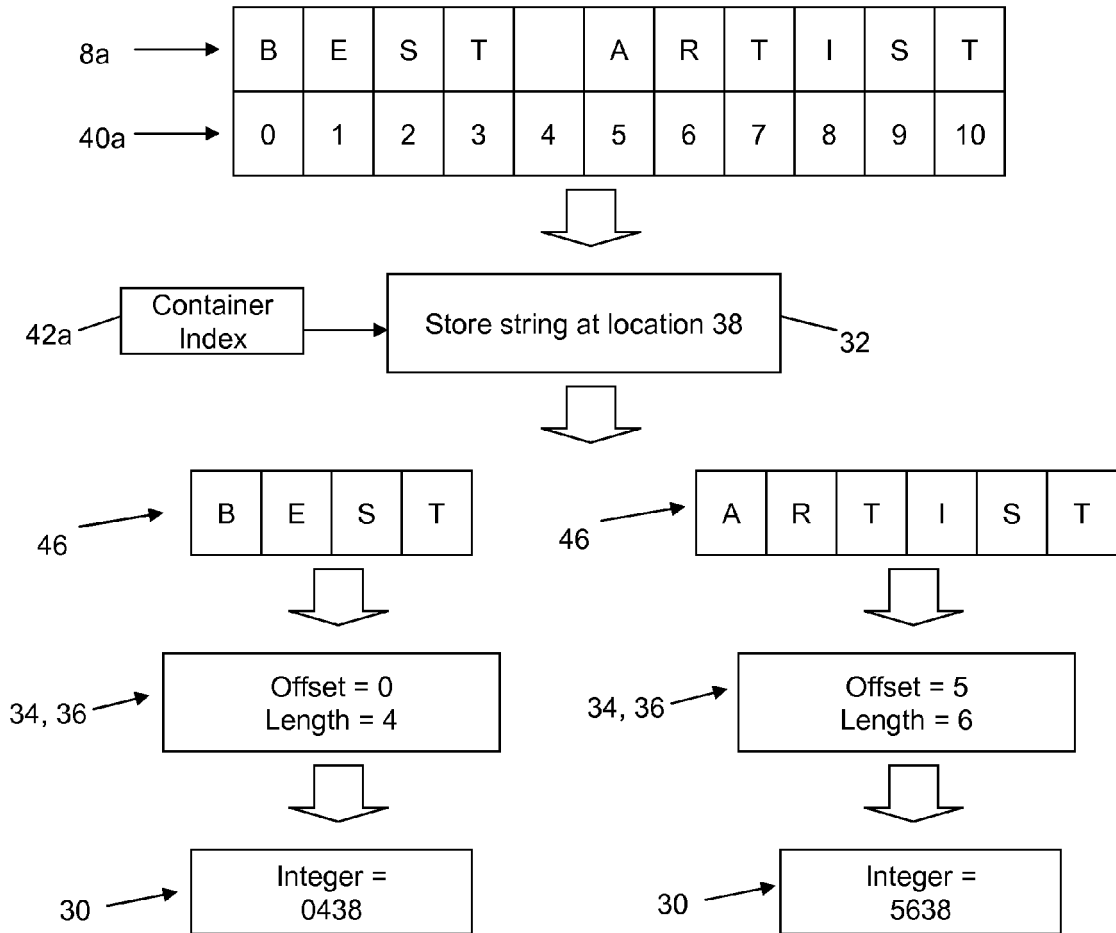 8a B E S T A R T I S T
40a 0 1 2 3 4 5 6 7 8 9 10
42a
Container
Index
Store string at location 38
32
46 B E S T
46 A R T I S T
34, 36
Offset = 0
Length = 4
34, 36
Offset = 5
Length = 6
30
Integer =
0438
30
Integer =
5638